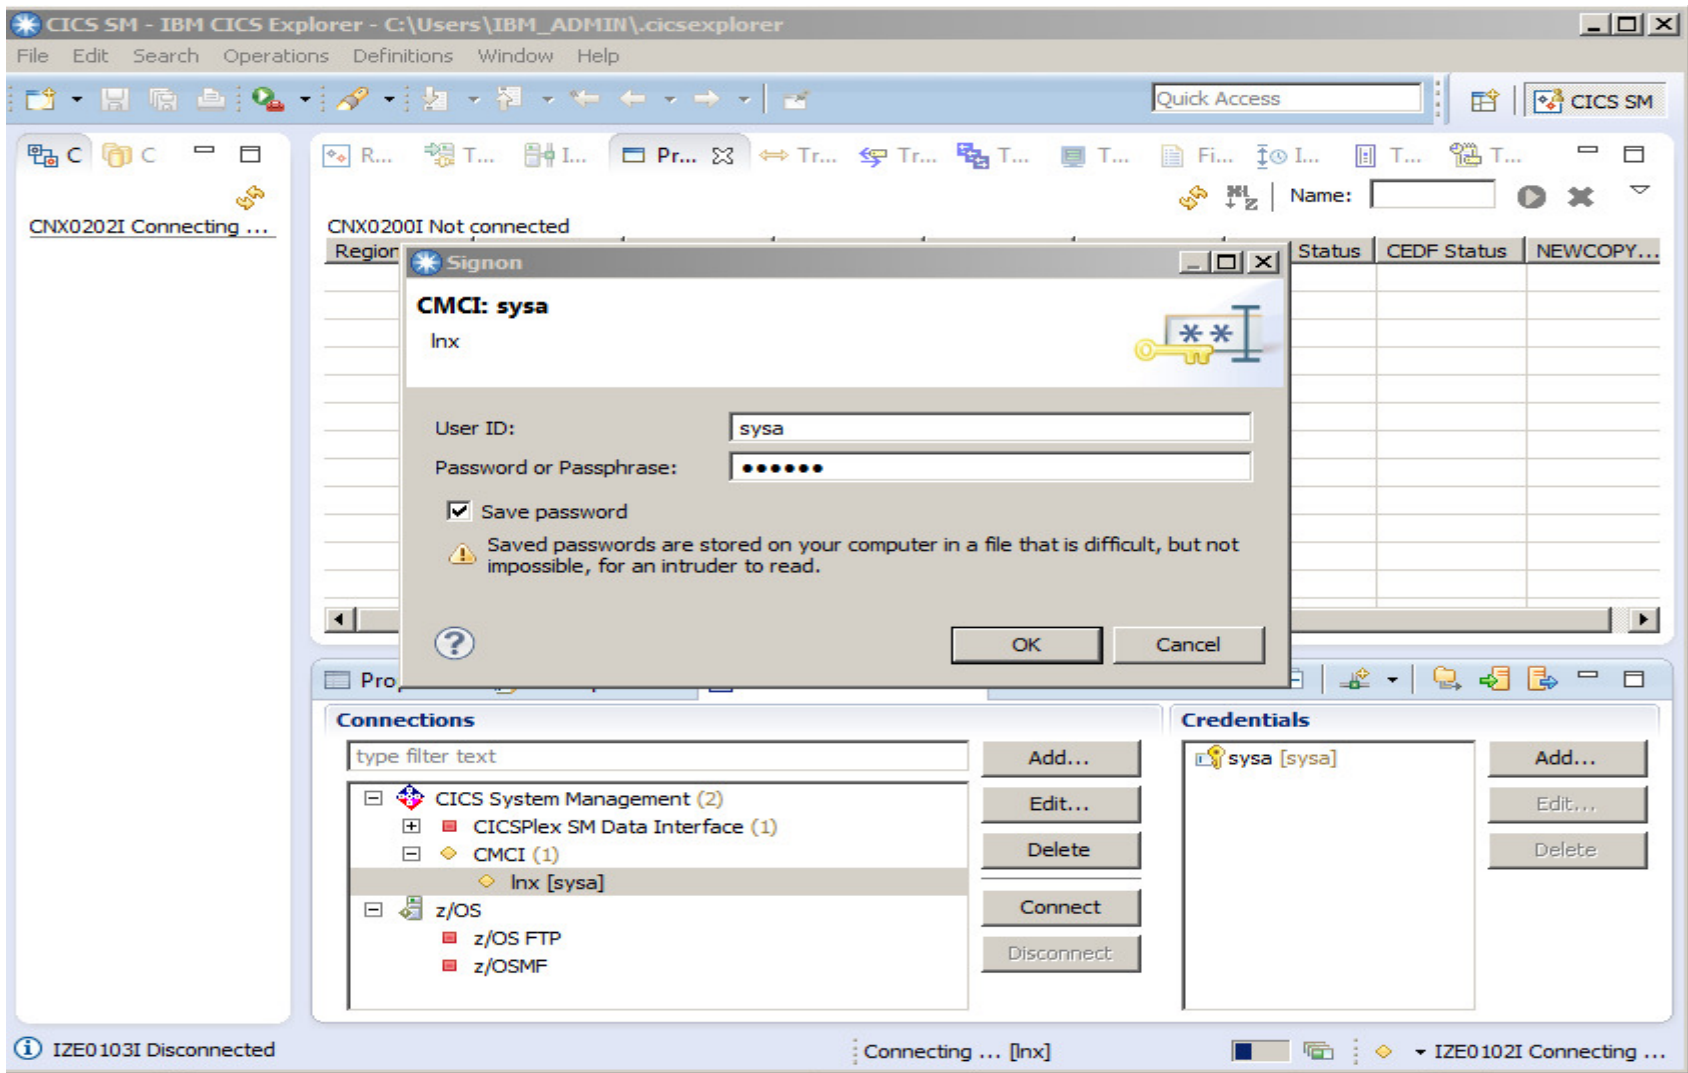 CICS SM - IBM CICS Explorer - C:\Users\IBM_ADMIN\.cicsexplorer
File Edit Search Operations Definitions Window Help
Quick Access
CICS SM
C C
R... T... I... Pr... Tr... Tr... T... T... Fi... I... T... T...
Name:
CNX0202I Connecting ...
CNX0200I Not connected
Region Status CEDF Status NEWCOPY...
Signon
CMCI: sysa
lnx
**
User ID: sysa
Password or Passphrase: ●●●●●●
Save password
Saved passwords are stored on your computer in a file that is difficult, but not
impossible, for an intruder to read.
? OK Cancel
Pro
Connections
type filter text
CICS System Management (2)
CICSPlex SM Data Interface (1)
CMCI (1)
lnx [sysa]
z/OS
z/OS FTP
z/OSMF
Add...
Edit...
Delete
Connect
Disconnect
Credentials
sysa [sysa]
Add...
Edit...
Delete
IZE0103I Disconnected
Connecting ... [lnx]
IZE0102I Connecting ...